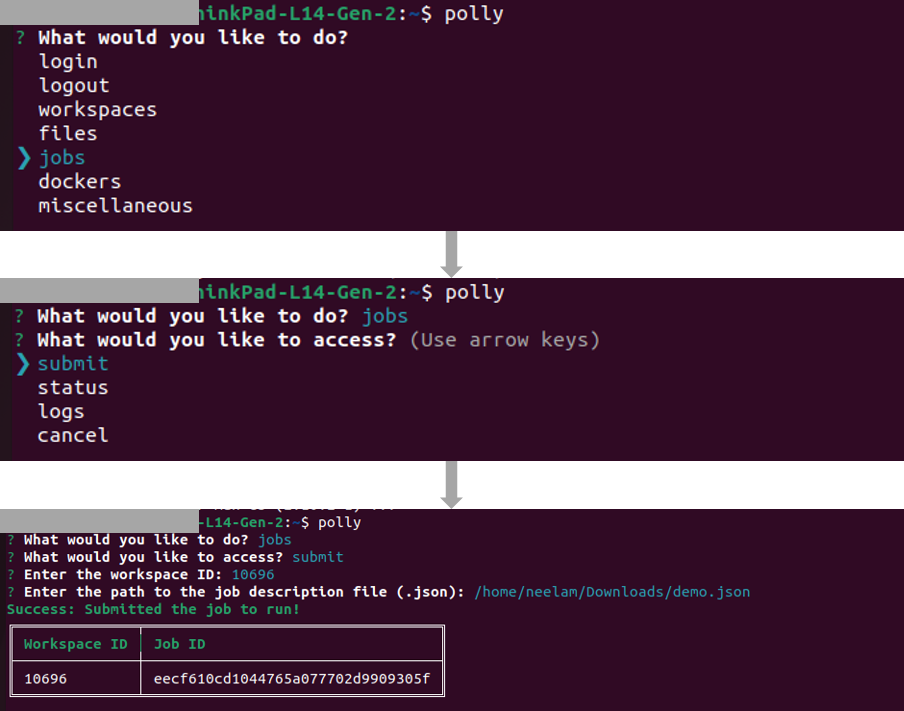 inkPad-L14-Gen-2:~$ polly
? What would you like to do?
login
logout
workspaces
files
❯ jobs
dockers
miscellaneous
inkPad-L14-Gen-2:~$ polly
? What would you like to do? jobs
? What would you like to access? (Use arrow keys)
❯ submit
status
logs
cancel
-L14-Gen-2:~$ polly
? What would you like to do? jobs
? What would you like to access? submit
? Enter the workspace ID: 10696
? Enter the path to the job description file (.json): /home/neelam/Downloads/demo.json
Success: Submitted the job to run!
Workspace ID Job ID
10696 eecf610cd1044765a077702d9909305f